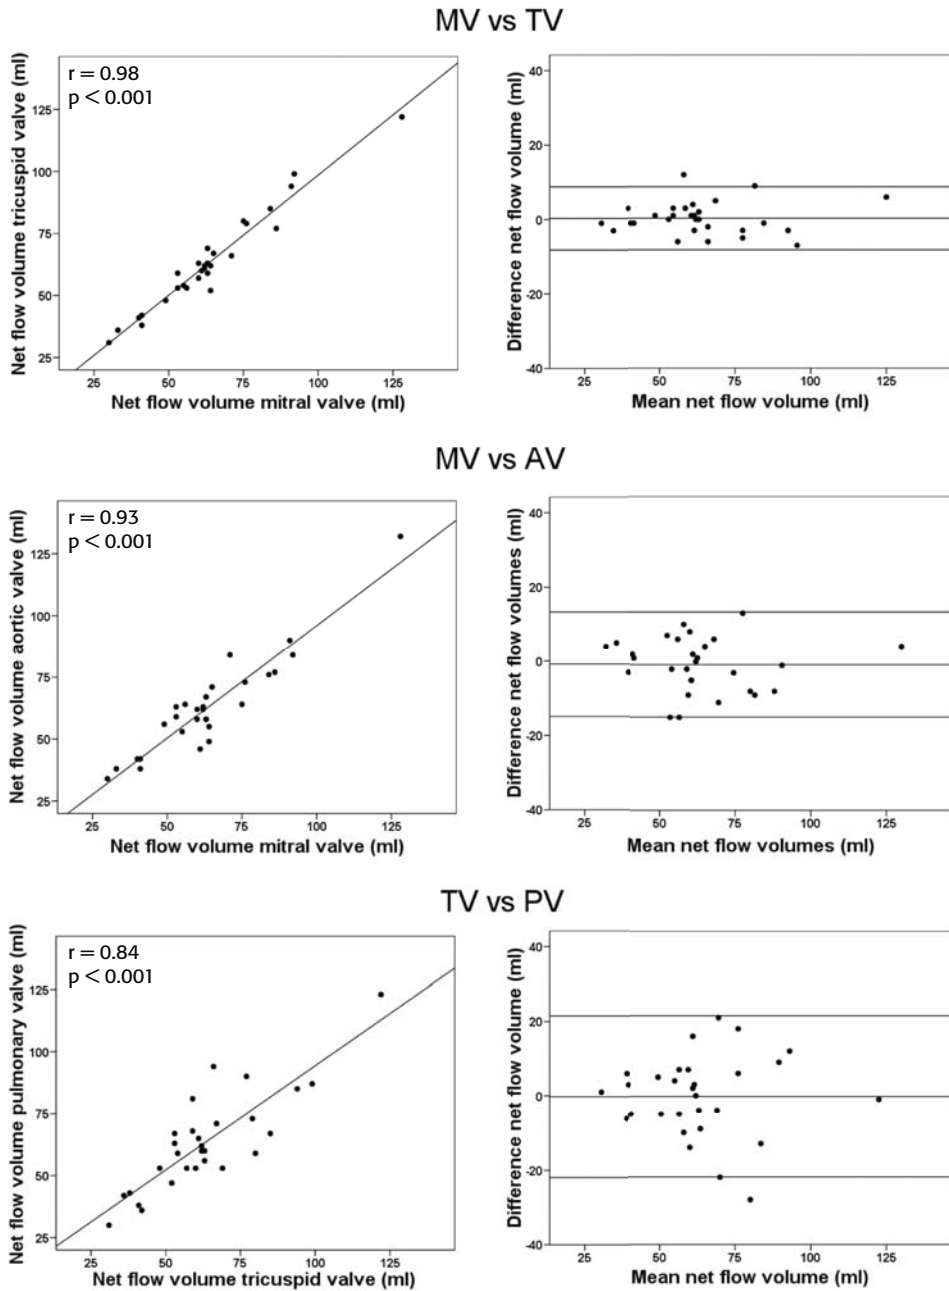 MV vs TV
r = 0.98
p < 0.001
Net flow volume tricuspid valve (ml)
125
100
75
50
25
25 50 75 100 125
Net flow volume mitral valve (ml)
Difference net flow volume (ml)
40
20
0
-20
-40
25 50 75 100 125
Mean net flow volume (ml)
MV vs AV
r = 0.93
p < 0.001
Net flow volume aortic valve (ml)
125
100
75
50
25
25 50 75 100 125
Net flow volume mitral valve (ml)
Difference net flow volumes (ml)
40
20
0
-20
-40
25 50 75 100 125
Mean net flow volumes (ml)
TV vs PV
r = 0.84
p < 0.001
Net flow volume pulmonary valve (ml)
125
100
75
50
25
25 50 75 100 125
Net flow volume tricuspid valve (ml)
Difference net flow volume (ml)
40
20
0
-20
-40
25 50 75 100 125
Mean net flow volume (ml)